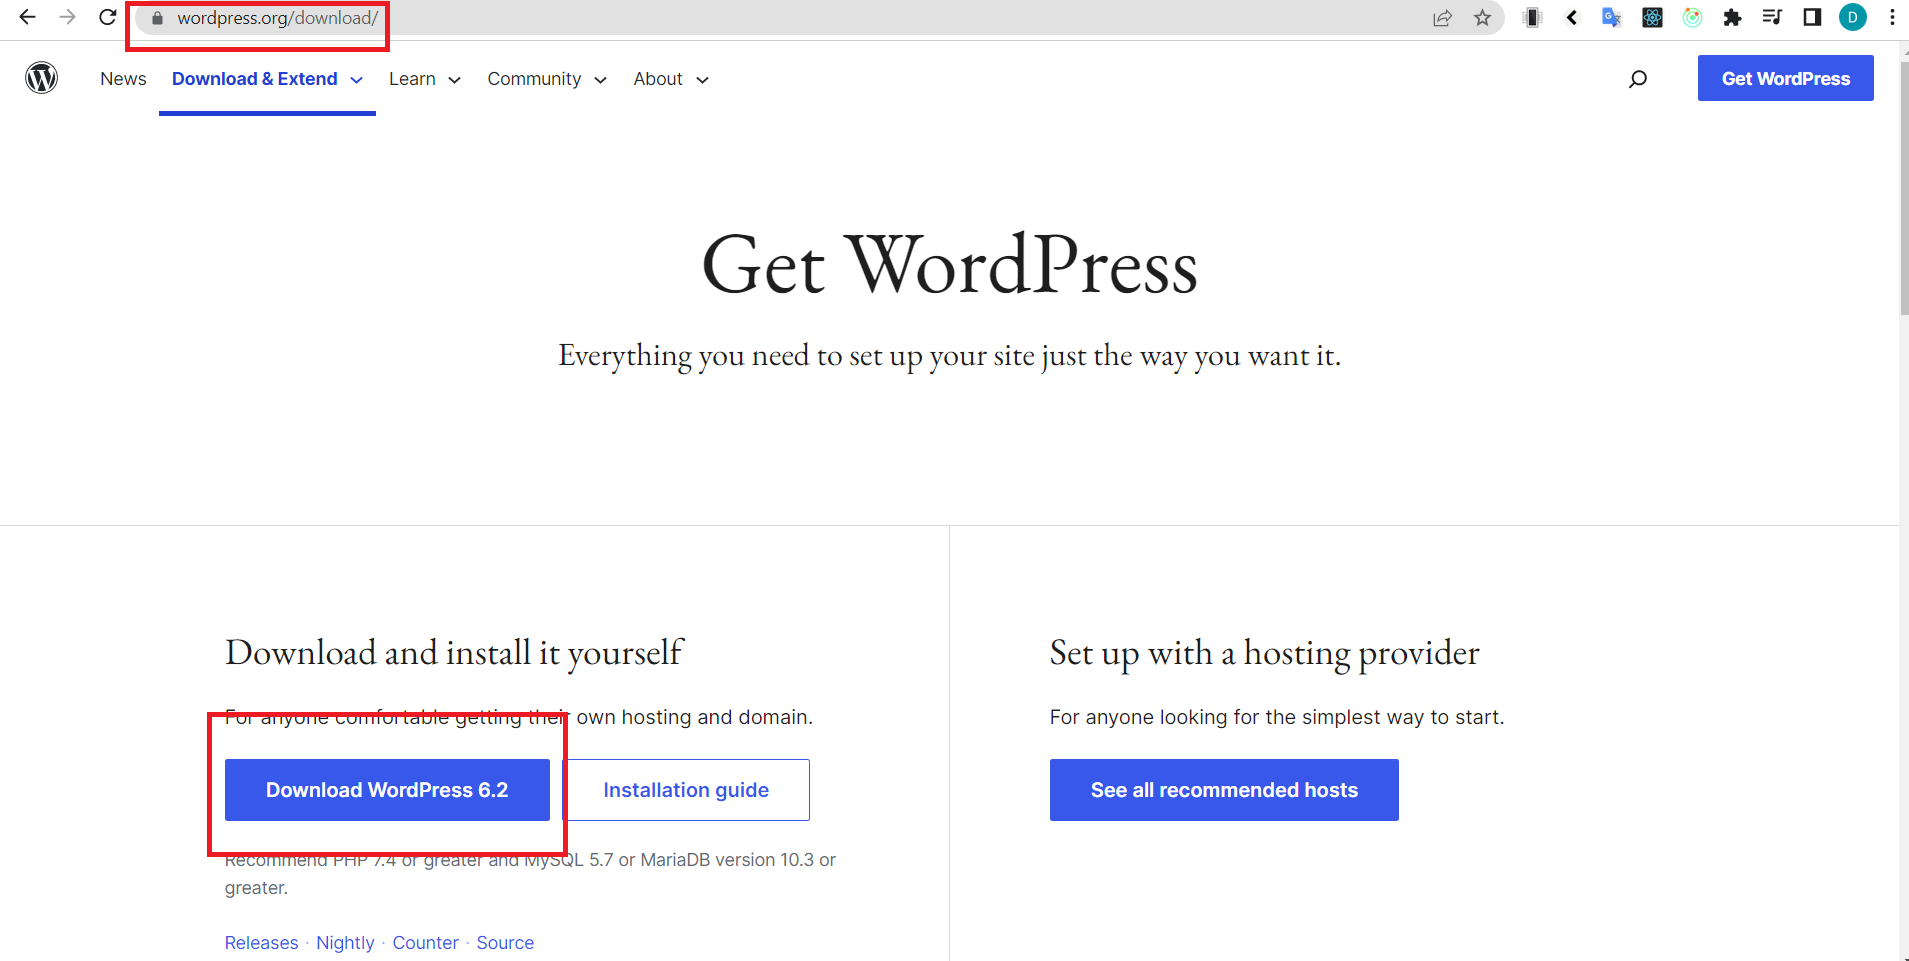 wordpress.org/download/
D
News Download & Extend Learn Community About Get WordPress
Get WordPress
Everything you need to set up your site just the way you want it.
Download and install it yourself
For anyone comfortable getting their own hosting and domain.
Download WordPress 6.2 Installation guide
Recommend PHP 7.4 or greater and MySQL 5.7 or MariaDB version 10.3 or
greater.
Releases · Nightly · Counter · Source
Set up with a hosting provider
For anyone looking for the simplest way to start.
See all recommended hosts